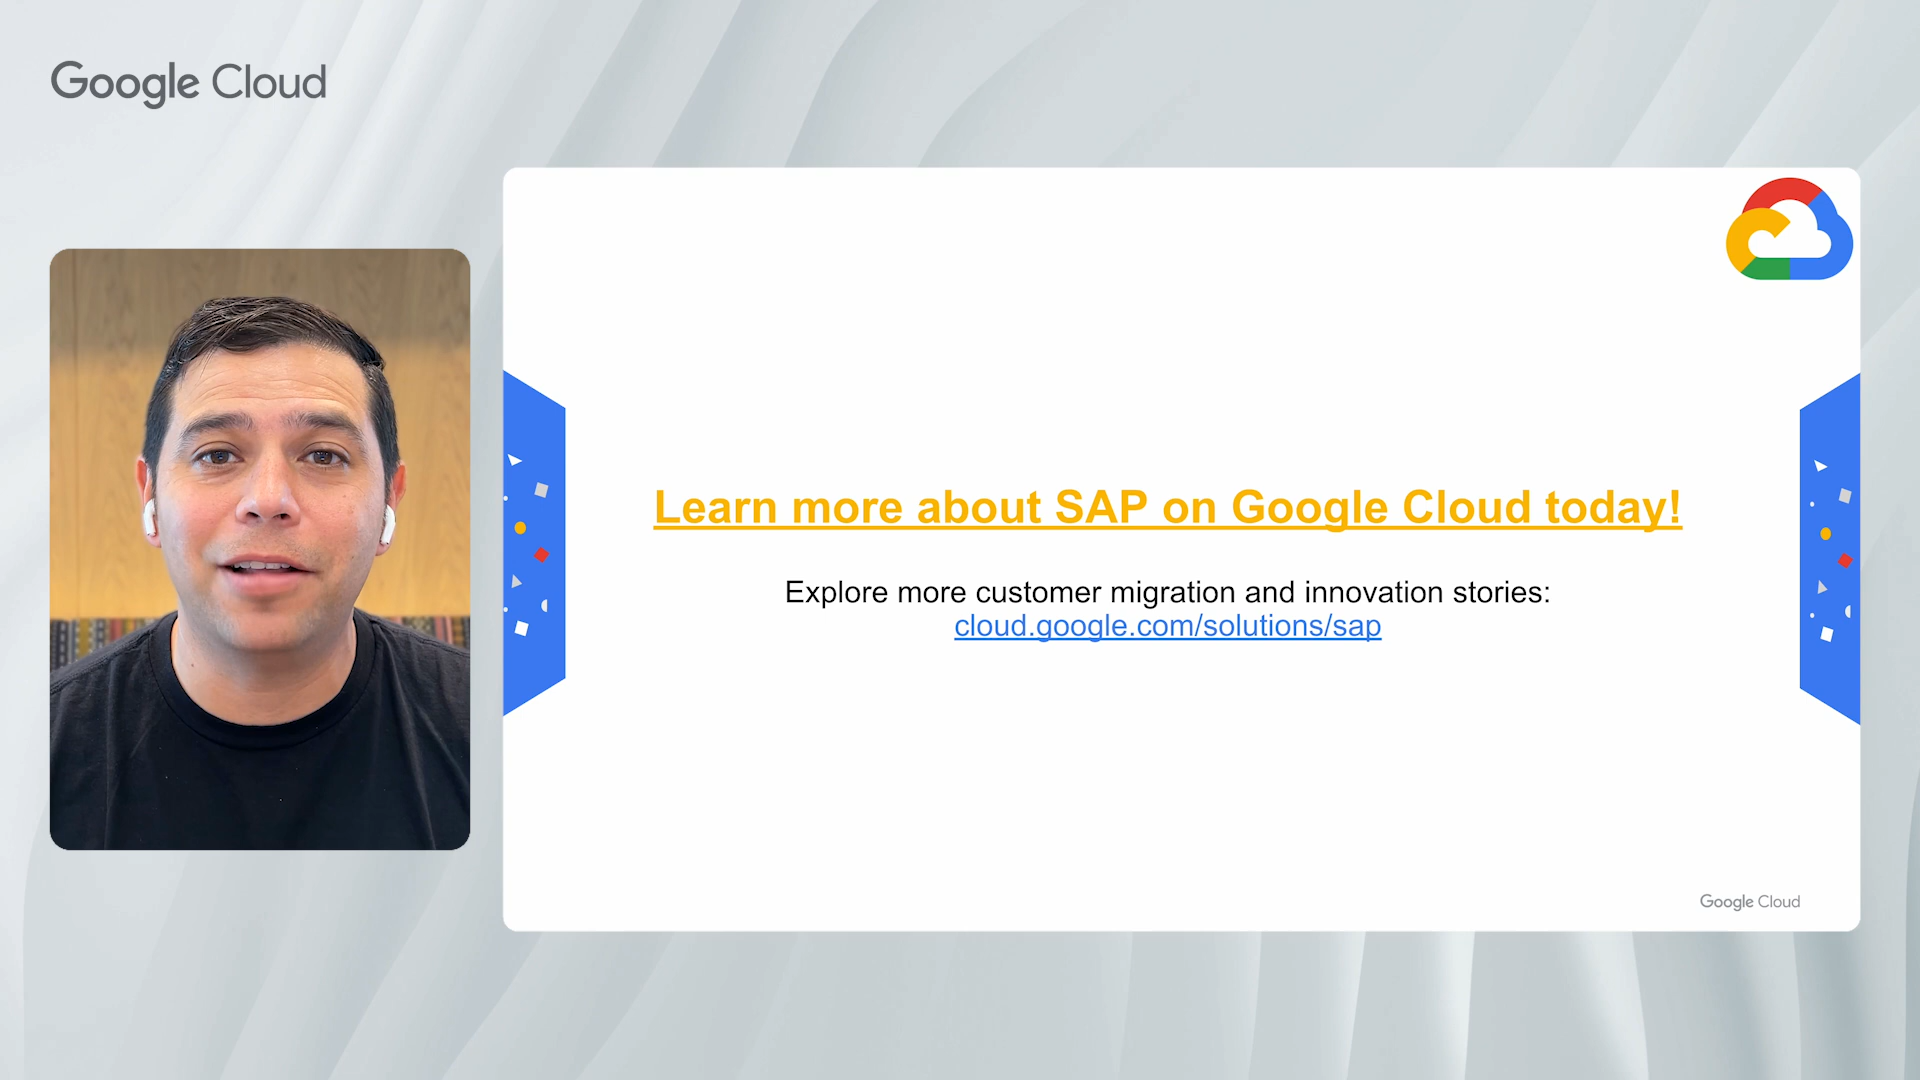 Google Cloud
Learn more about SAP on Google Cloud today!
Explore more customer migration and innovation stories:
cloud.google.com/solutions/sap
Google Cloud